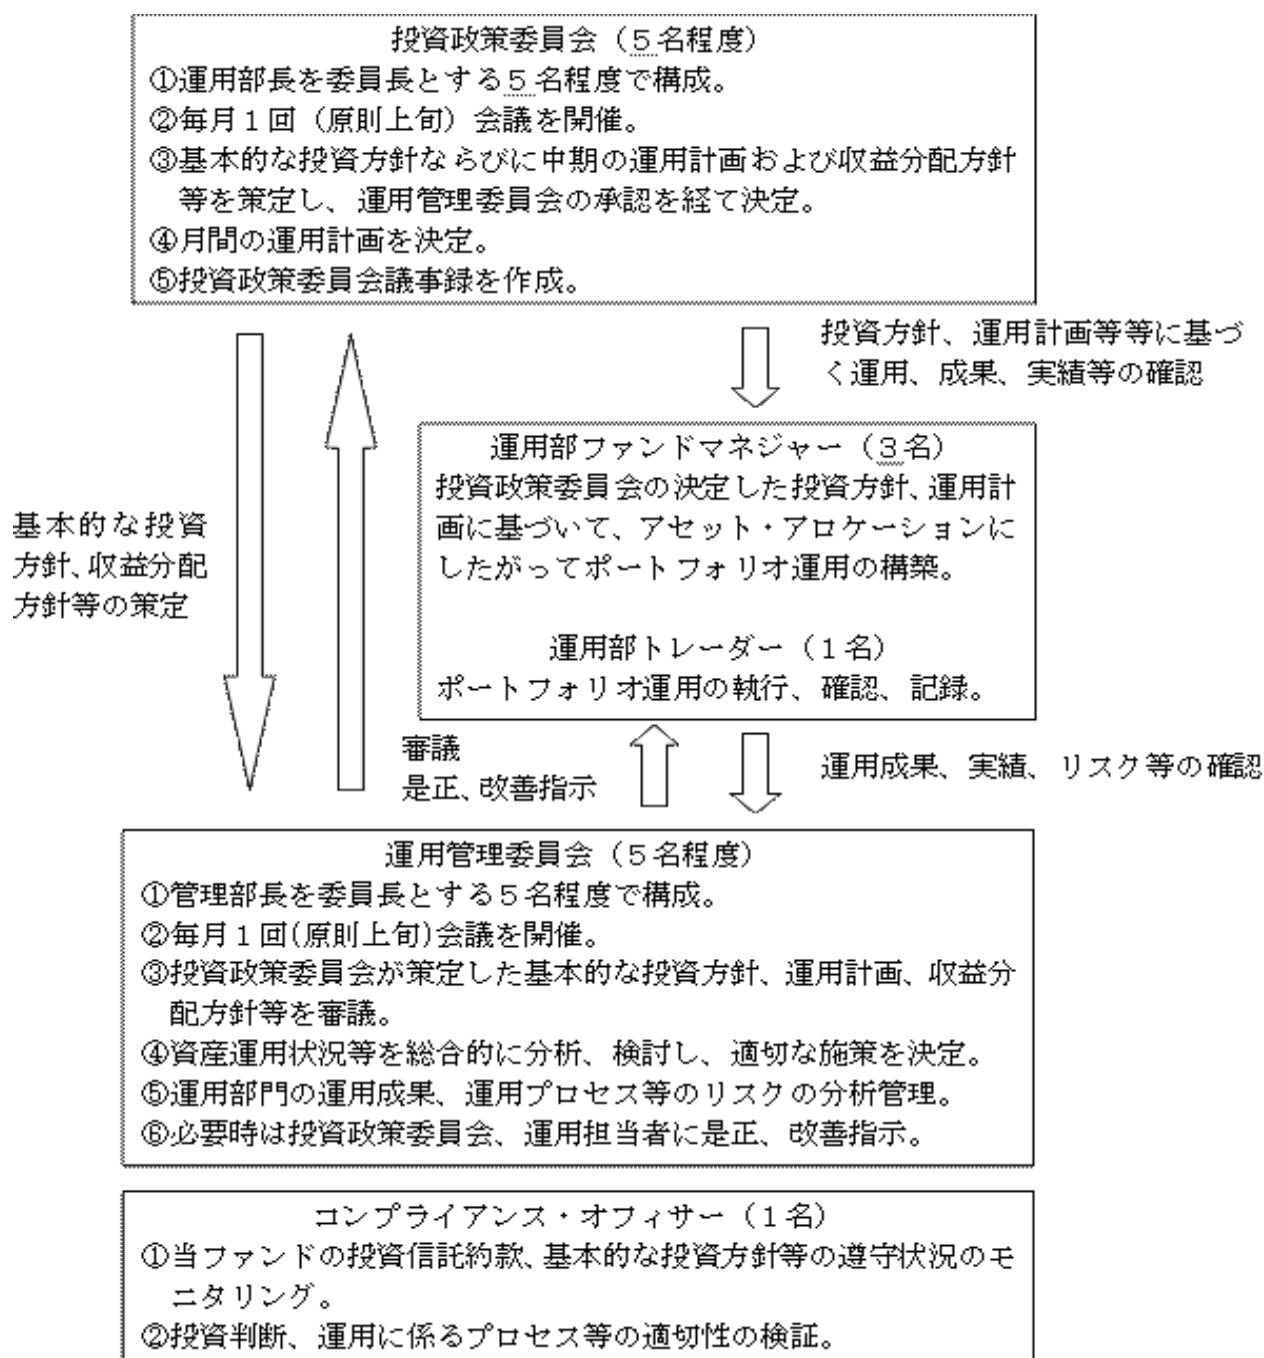 投資政策委員会（５名程度）
①運用部長を委員長とする５名程度で構成。
②毎月１回（原則上旬）会議を開催。
③基本的な投資方針ならびに中期の運用計画および収益分配方針
等を策定し、運用管理委員会の承認を経て決定。
④月間の運用計画を決定。
⑤投資政策委員会議事録を作成。
投資方針、運用計画等等に基づ
く運用、成果、実績等の確認
運用部ファンドマネジャー（３名）
投資政策委員会の決定した投資方針、運用計
画に基づいて、アセット・アロケーションに
したがってポートフォリオ運用の構築。
運用部トレーダー（１名）
ポートフォリオ運用の執行、確認、記録。
基本的な投資
方針、収益分配
方針等の策定
審議
是正、改善指示
運用成果、実績、リスク等の確認
運用管理委員会（５名程度）
①管理部長を委員長とする５名程度で構成。
②毎月１回(原則上旬)会議を開催。
③投資政策委員会が策定した基本的な投資方針、運用計画、収益分
配方針等を審議。
④資産運用状況等を総合的に分析、検討し、適切な施策を決定。
⑤運用部門の運用成果、運用プロセス等のリスクの分析管理。
⑥必要時は投資政策委員会、運用担当者に是正、改善指示。
コンプライアンス・オフィサー（１名）
①当ファンドの投資信託約款、基本的な投資方針等の遵守状況のモ
ニタリング。
②投資判断、運用に係るプロセス等の適切性の検証。